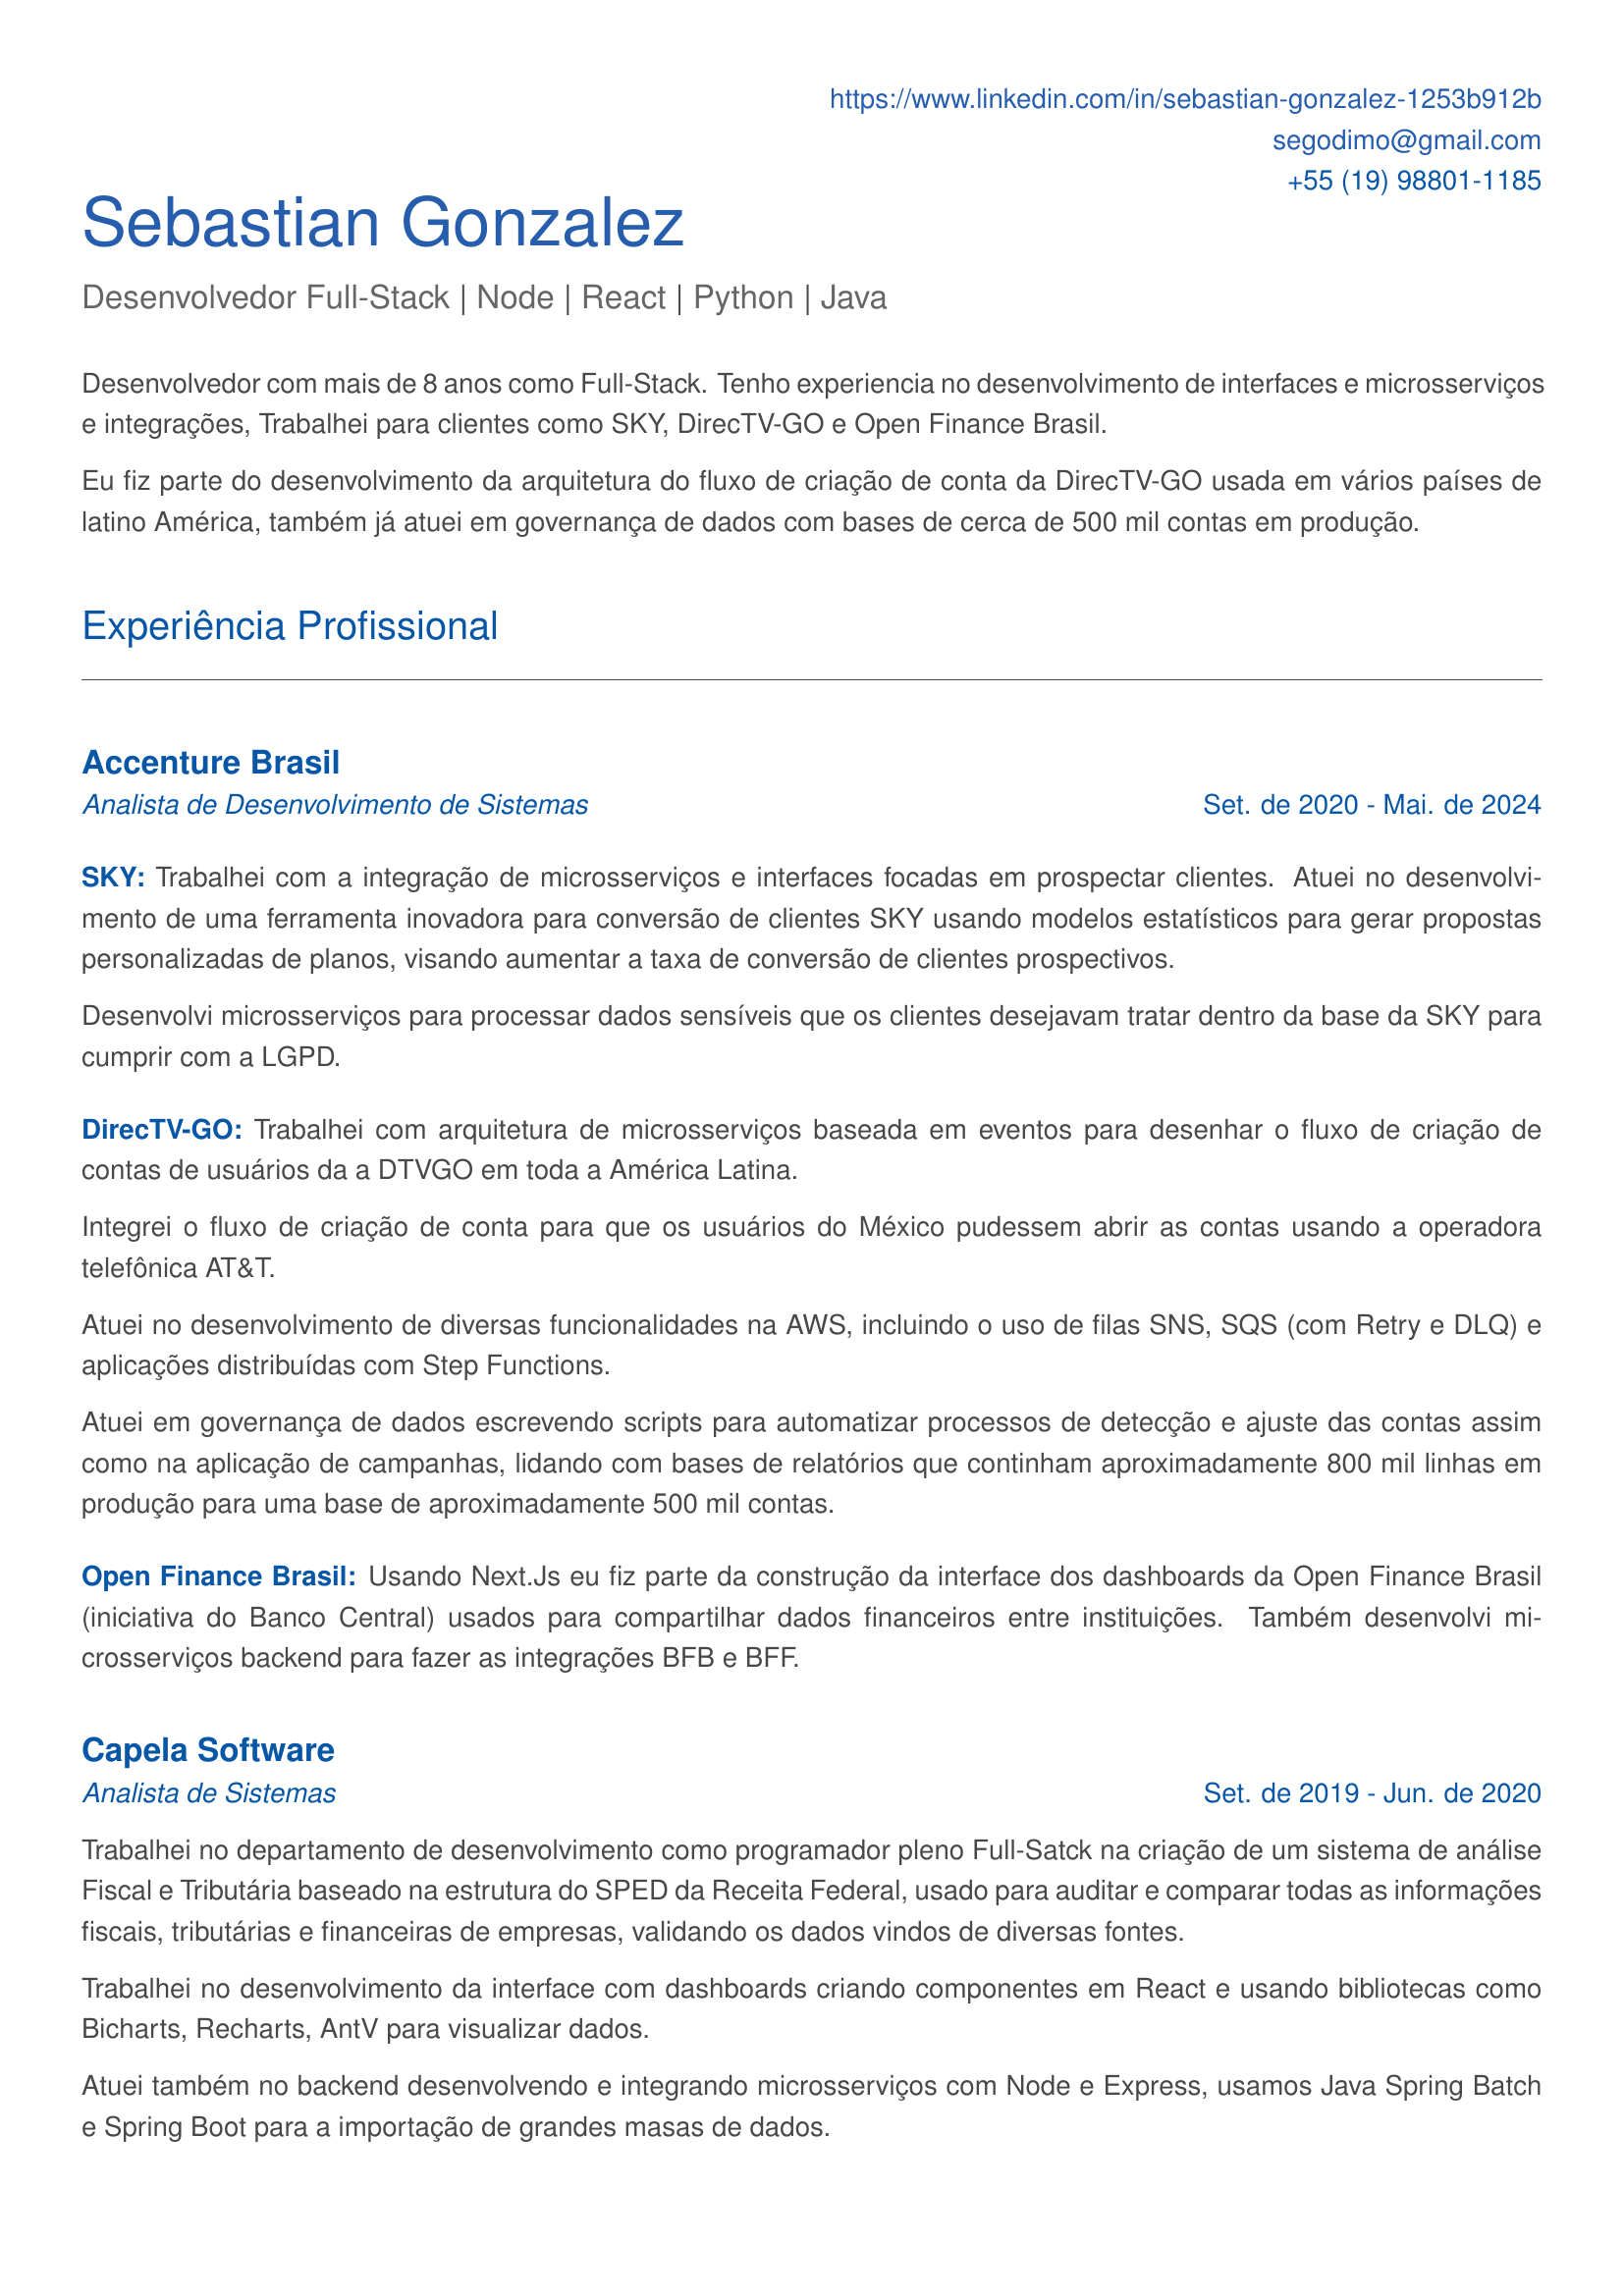 https://www.linkedin.com/in/sebastian-gonzalez-1253b912b
segodimo@gmail.com
+55 (19) 98801-1185
Sebastian Gonzalez
Desenvolvedor Full-Stack | Node | React | Python | Java
Desenvolvedor com mais de 8 anos como Full-Stack. Tenho experiencia no desenvolvimento de interfaces e microsserviços
e integrações, Trabalhei para clientes como SKY, DirecTV-GO e Open Finance Brasil.
Eu fiz parte do desenvolvimento da arquitetura do fluxo de criação de conta da DirecTV-GO usada em vários países de
latino América, também já atuei em governança de dados com bases de cerca de 500 mil contas em produção.
Experiência Profissional
Accenture Brasil
Analista de Desenvolvimento de Sistemas Set. de 2020 - Mai. de 2024
SKY: Trabalhei com a integração de microsserviços e interfaces focadas em prospectar clientes. Atuei no desenvolvi-
mento de uma ferramenta inovadora para conversão de clientes SKY usando modelos estatísticos para gerar propostas
personalizadas de planos, visando aumentar a taxa de conversão de clientes prospectivos.
Desenvolvi microsserviços para processar dados sensíveis que os clientes desejavam tratar dentro da base da SKY para
cumprir com a LGPD.
DirecTV-GO: Trabalhei com arquitetura de microsserviços baseada em eventos para desenhar o fluxo de criação de
contas de usuários da a DTVGO em toda a América Latina.
Integrei o fluxo de criação de conta para que os usuários do México pudessem abrir as contas usando a operadora
telefônica AT&T.
Atuei no desenvolvimento de diversas funcionalidades na AWS, incluindo o uso de filas SNS, SQS (com Retry e DLQ) e
aplicações distribuídas com Step Functions.
Atuei em governança de dados escrevendo scripts para automatizar processos de detecção e ajuste das contas assim
como na aplicação de campanhas, lidando com bases de relatórios que continham aproximadamente 800 mil linhas em
produção para uma base de aproximadamente 500 mil contas.
Open Finance Brasil: Usando Next.Js eu fiz parte da construção da interface dos dashboards da Open Finance Brasil
(iniciativa do Banco Central) usados para compartilhar dados financeiros entre instituições. Também desenvolvi mi-
crosserviços backend para fazer as integrações BFB e BFF.
Capela Software
Analista de Sistemas Set. de 2019 - Jun. de 2020
Trabalhei no departamento de desenvolvimento como programador pleno Full-Satck na criação de um sistema de análise
Fiscal e Tributária baseado na estrutura do SPED da Receita Federal, usado para auditar e comparar todas as informações
fiscais, tributárias e financeiras de empresas, validando os dados vindos de diversas fontes.
Trabalhei no desenvolvimento da interface com dashboards criando componentes em React e usando bibliotecas como
Bicharts, Recharts, AntV para visualizar dados.
Atuei também no backend desenvolvendo e integrando microsserviços com Node e Express, usamos Java Spring Batch
e Spring Boot para a importação de grandes masas de dados.